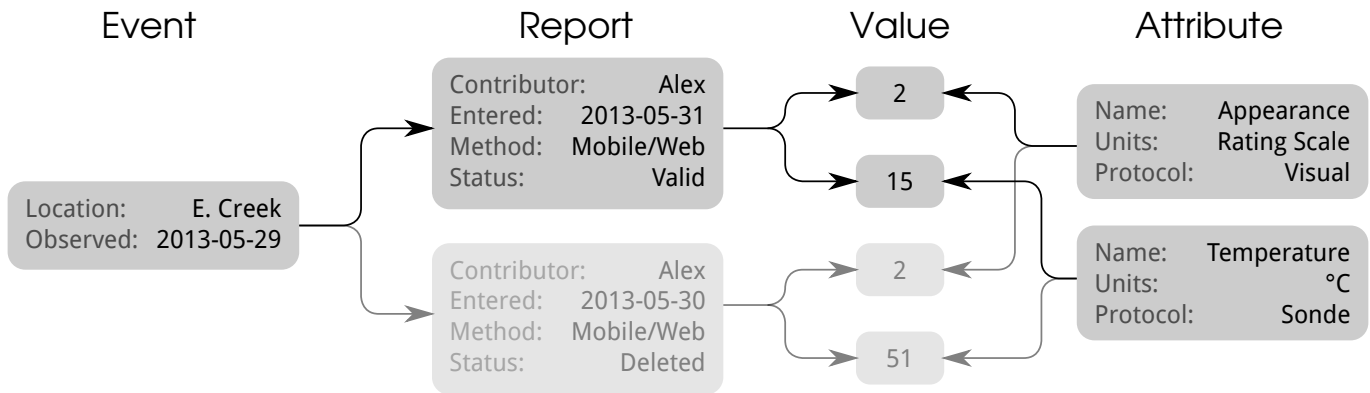 Event
Report
Value
Attribute
Location: E. Creek
Observed: 2013-05-29
Contributor: Alex
Entered: 2013-05-31
Method: Mobile/Web
Status: Valid
Contributor: Alex
Entered: 2013-05-30
Method: Mobile/Web
Status: Deleted
2
15
2
51
Name: Appearance
Units: Rating Scale
Protocol: Visual
Name: Temperature
Units: °C
Protocol: Sonde